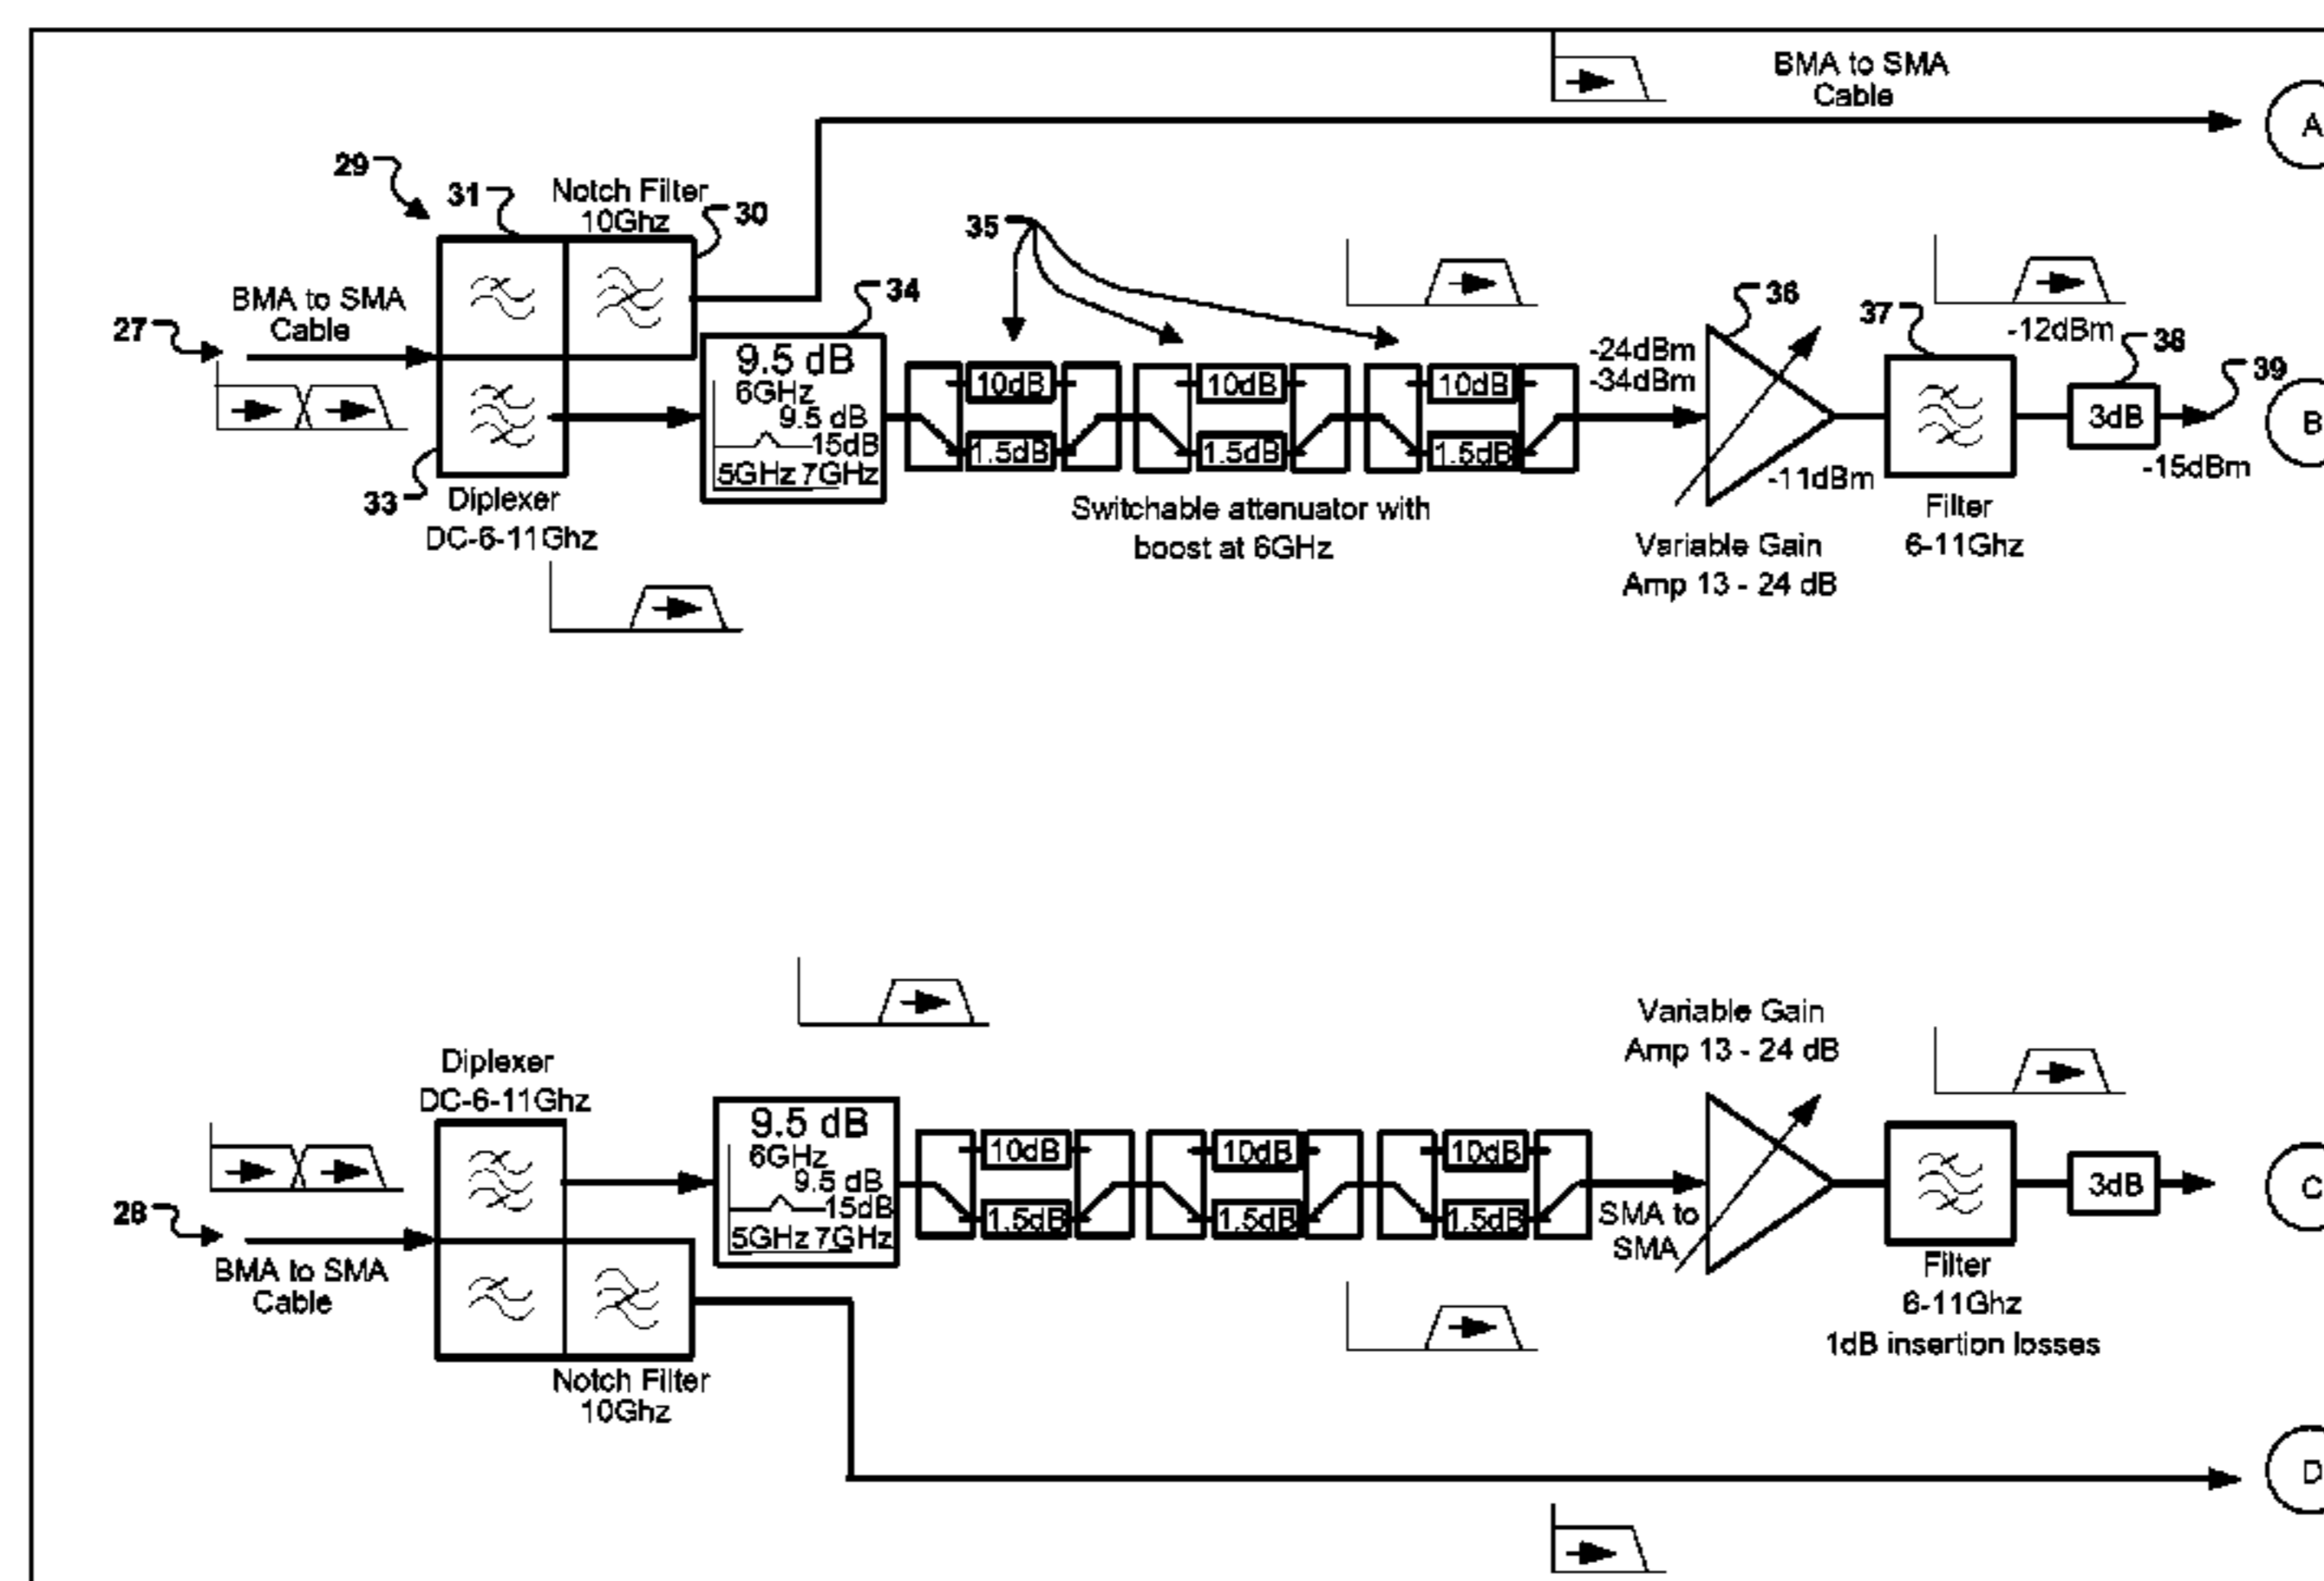 BMA to SMA
Cable
A
29
31
Notch Filter
10Ghz
30
35
34
36
37
-12dBm
38
39
27
BMA to SMA
Cable
9.5 dB
6GHz
9.5 dB
15dB
5GHz 7GHz
10dB
10dB
10dB
1.5dB
1.5dB
1.5dB
-24dBm
-34dBm
-11dBm
3dB
-15dBm
B
33
Diplexer
DC-6-11Ghz
Switchable attenuator with
boost at 6GHz
Variable Gain
Amp 13 - 24 dB
Filter
6-11Ghz
Variable Gain
Amp 13 - 24 dB
Diplexer
DC-6-11Ghz
28
BMA to SMA
Cable
9.5 dB
6GHz
9.5 dB
15dB
5GHz 7GHz
10dB
10dB
10dB
1.5dB
1.5dB
1.5dB
SMA to
SMA
3dB
C
Filter
6-11Ghz
1dB insertion losses
Notch Filter
10Ghz
D